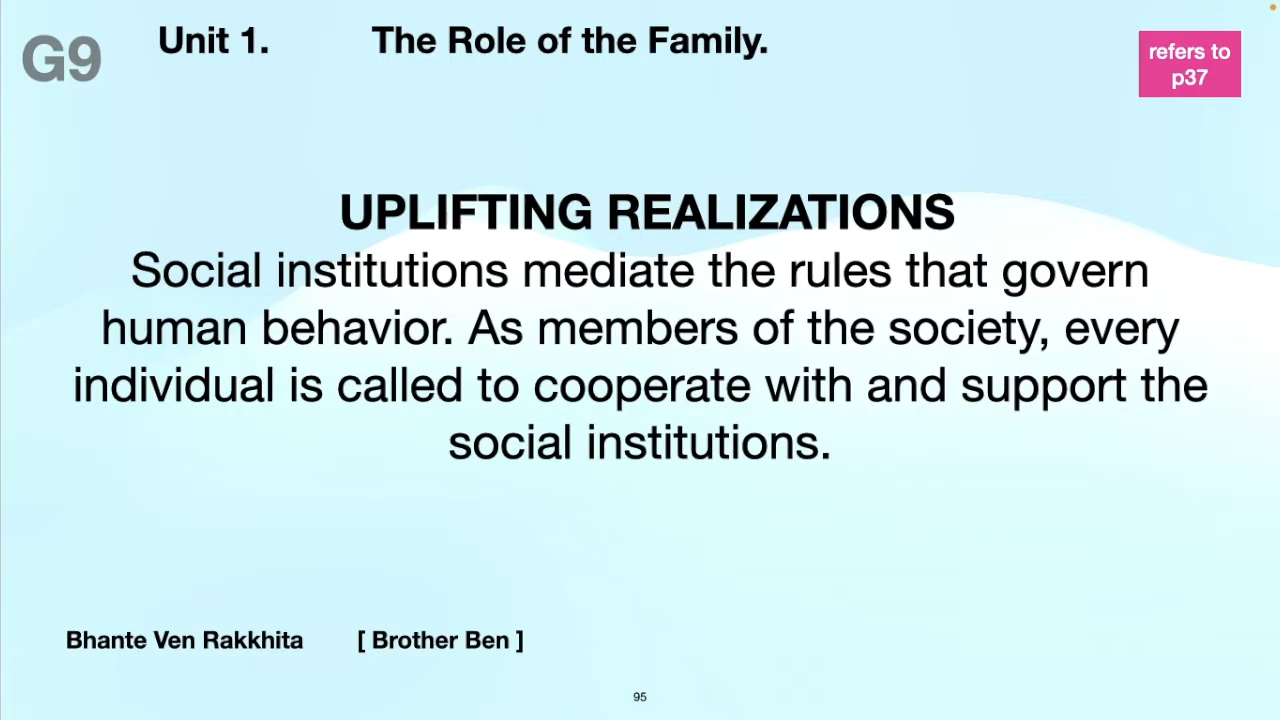 G9
Unit 1. The Role of the Family.
refers to
p37
UPLIFTING REALIZATIONS
Social institutions mediate the rules that govern
human behavior. As members of the society, every
individual is called to cooperate with and support the
social institutions.
Bhante Ven Rakkhita [ Brother Ben ]
95